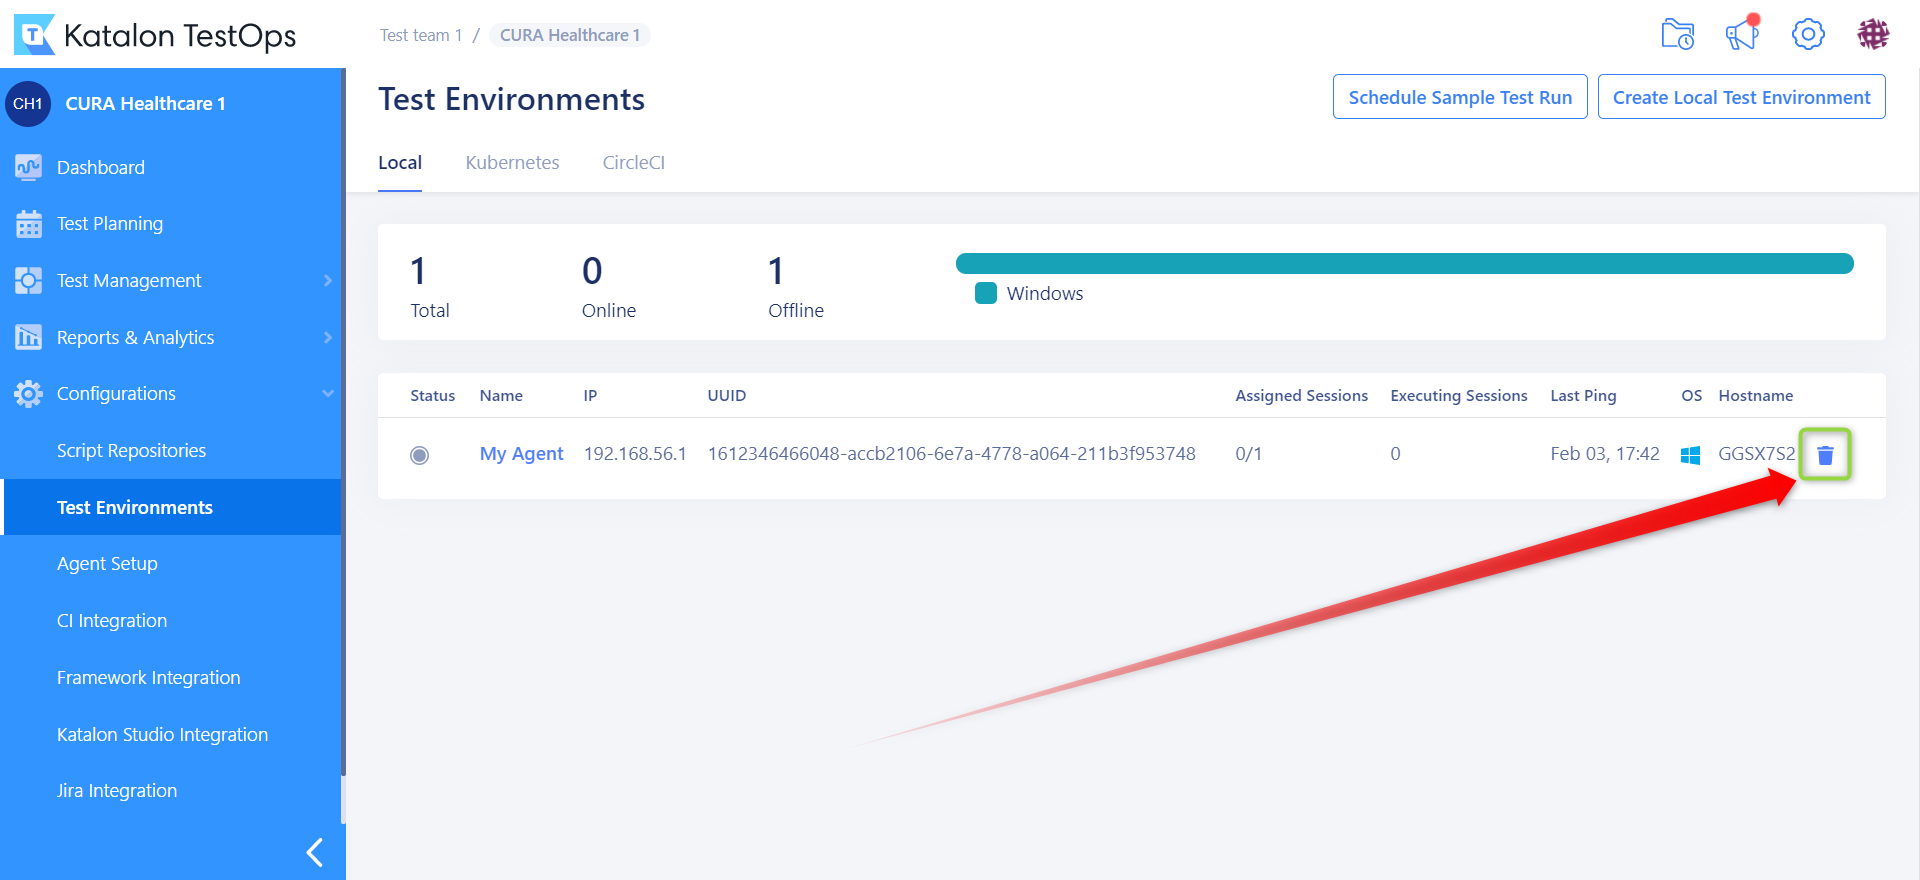 Katalon TestOps
Test team 1 / CURA Healthcare 1
CH1 CURA Healthcare 1
Dashboard
Test Planning
Test Management
Reports & Analytics
Configurations
Script Repositories
Test Environments
Agent Setup
CI Integration
Framework Integration
Katalon Studio Integration
Jira Integration
Test Environments
Schedule Sample Test Run Create Local Test Environment
Local Kubernetes CircleCI
1 0 1
Total Online Offline
Windows
Status Name IP UUID Assigned Sessions Executing Sessions Last Ping OS Hostname
My Agent 192.168.56.1 1612346466048-accb2106-6e7a-4778-a064-211b3f953748 0/1 0 Feb 03, 17:42 GGSX7S2